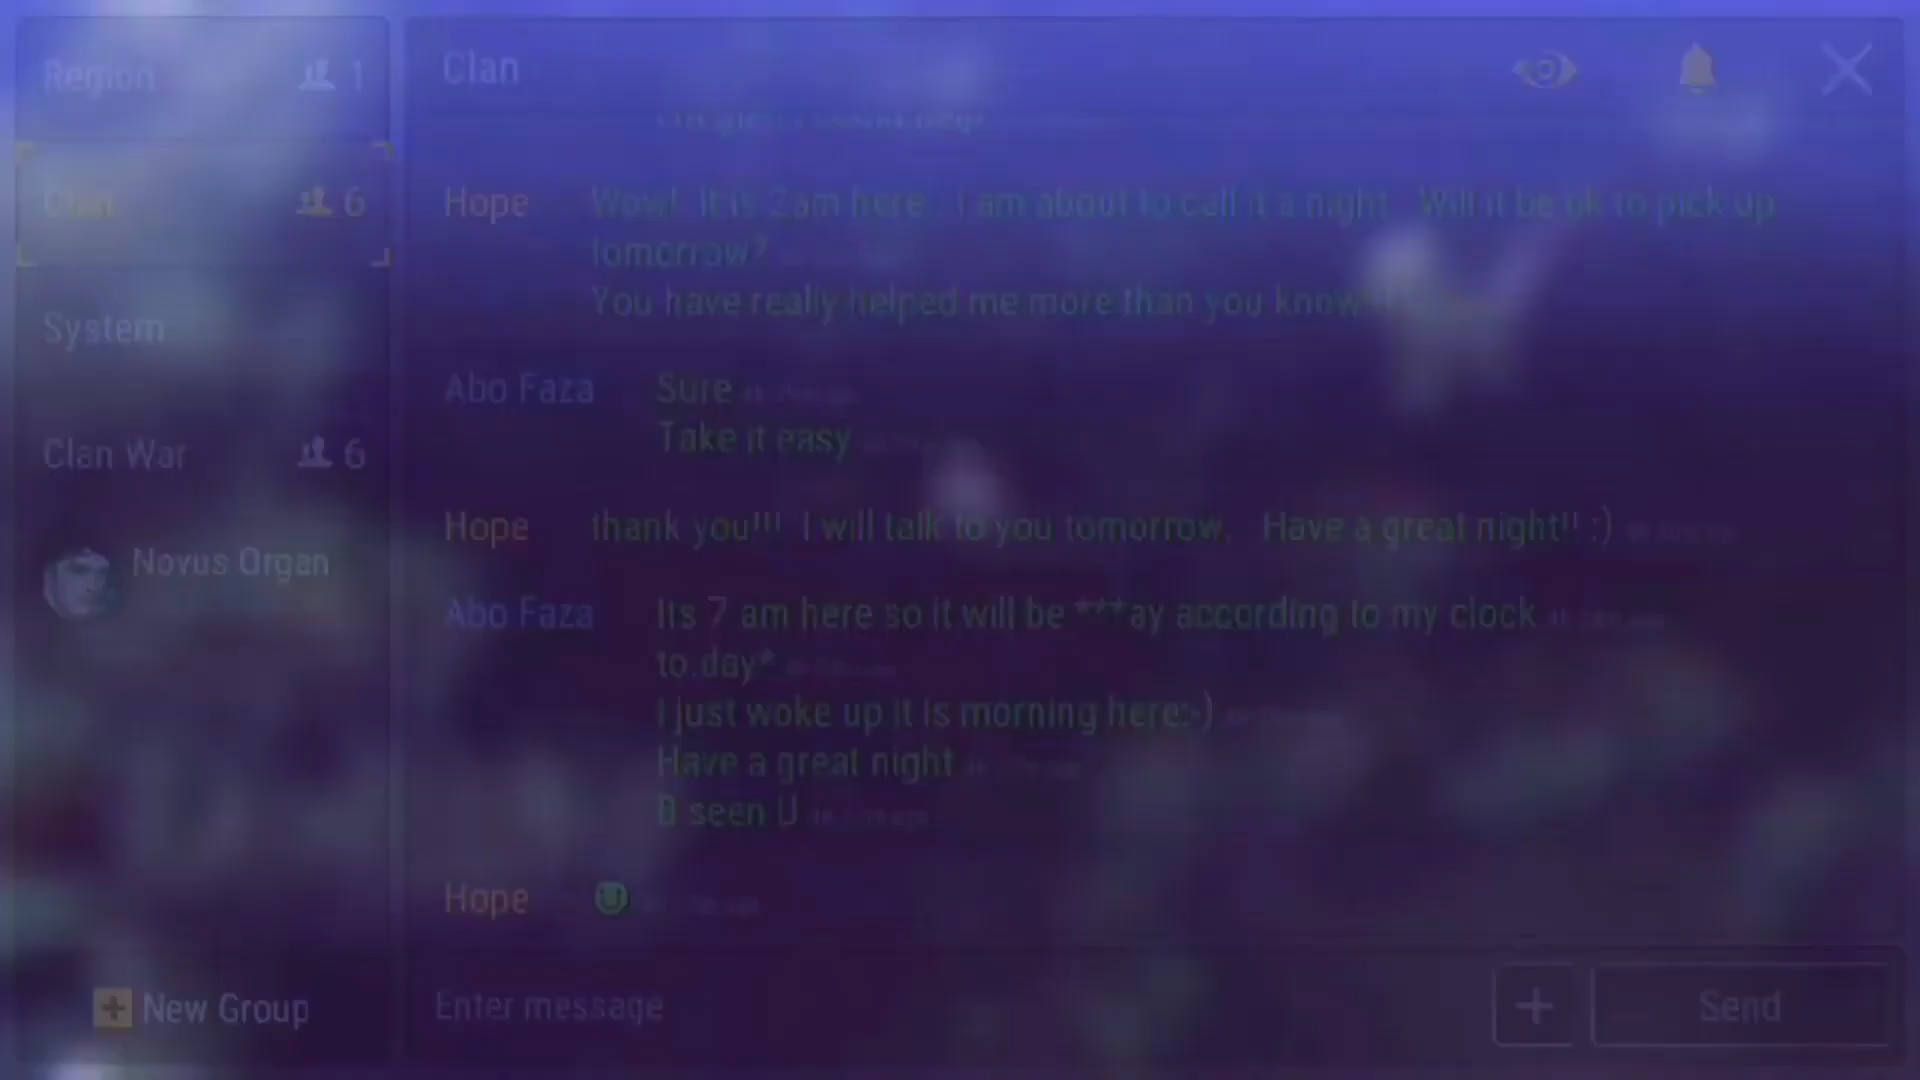 Region 1
Clan
Clan 6
System
Clan War 6
Novus Organ
New Group
Hope Wow! It is 2am here. I am about to call it a night. Will it be ok to pick up
tomorrow?
You have really helped me more than you know
Abo Faza Sure
Take it easy
Hope thank you!!! I will talk to you tomorrow. Have a great night!! :)
Abo Faza Its 7 am here so it will be ***ay according to my clock
to.day*
I just woke up it is morning here:-)
Have a great night
B seen U
Hope
Enter message
Send